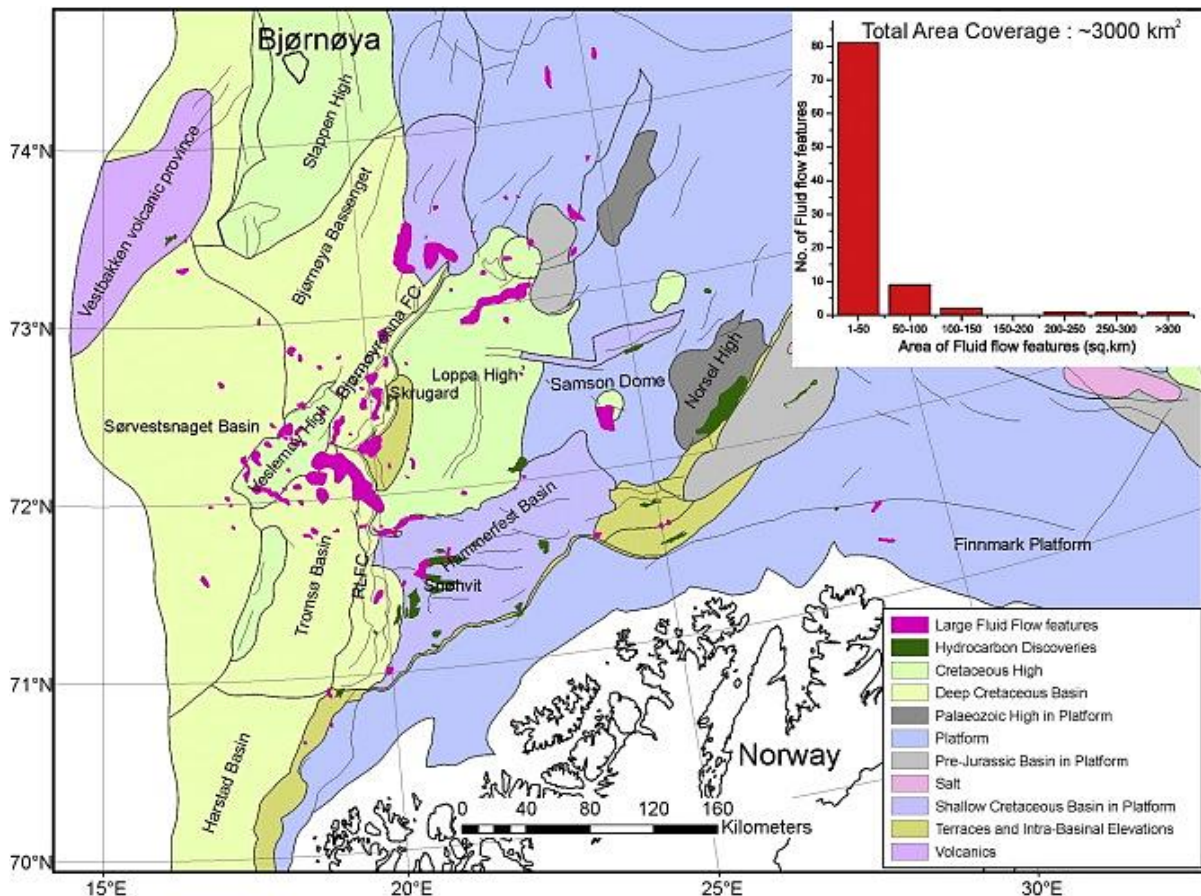 Bjørnøya
Total Area Coverage : ~3000 km²
No. of Fluid flow features
80
70
60
50
40
30
20
10
0
1-50
50-100
100-150
150-200
200-250
250-300
>300
Area of Fluid flow features (sq.km)
74°N
73°N
72°N
71°N
70°N
Stappen High
Vestbakken volcanic province
Bjørnøya Bassenget
Bjørnøyrenna FC
Loppa High
Skrugard
Samson Dome
Norsel High
Sørvestsnaget Basin
Veslemøy High
Hammerfest Basin
Snøhvit
Finnmark Platform
Tromsø Basin
RLFC
Harstad Basin
Norway
0 40 80 120 160
Kilometers
Large Fluid Flow features
Hydrocarbon Discoveries
Cretaceous High
Deep Cretaceous Basin
Palaeozoic High in Platform
Platform
Pre-Jurassic Basin in Platform
Salt
Shallow Cretaceous Basin in Platform
Terraces and Intra-Basinal Elevations
Volcanics
15°E
20°E
25°E
30°E